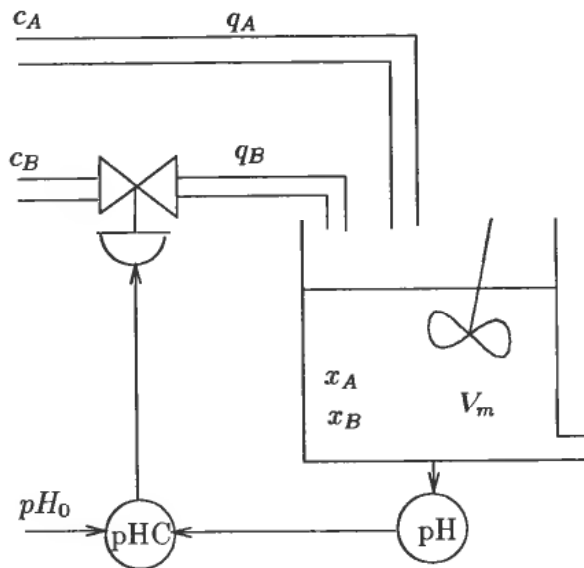 c_A
q_A
c_B
q_B
x_A
x_B
V_m
pH_0
pHC
pH